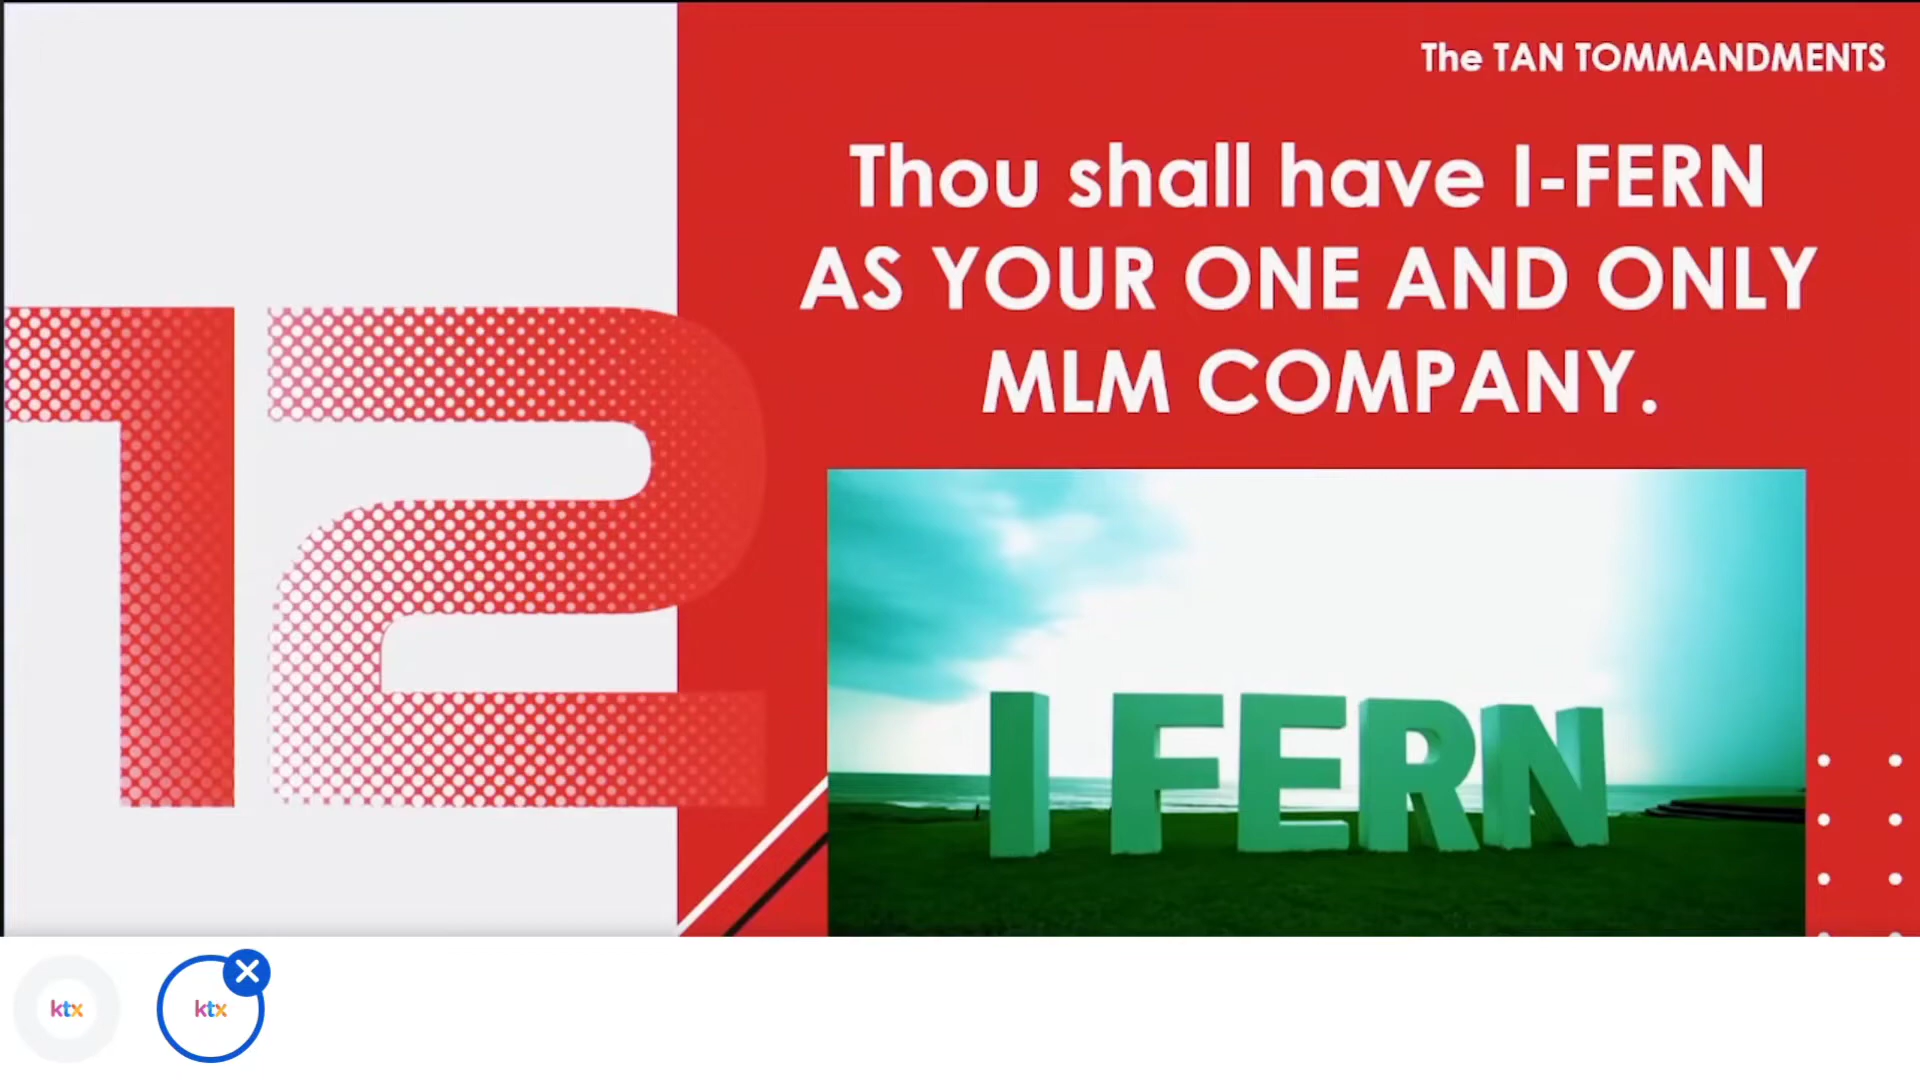 The TAN TOMMANDMENTS
Thou shall have I-FERN
AS YOUR ONE AND ONLY
MLM COMPANY.
12
I FERN
ktx
ktx